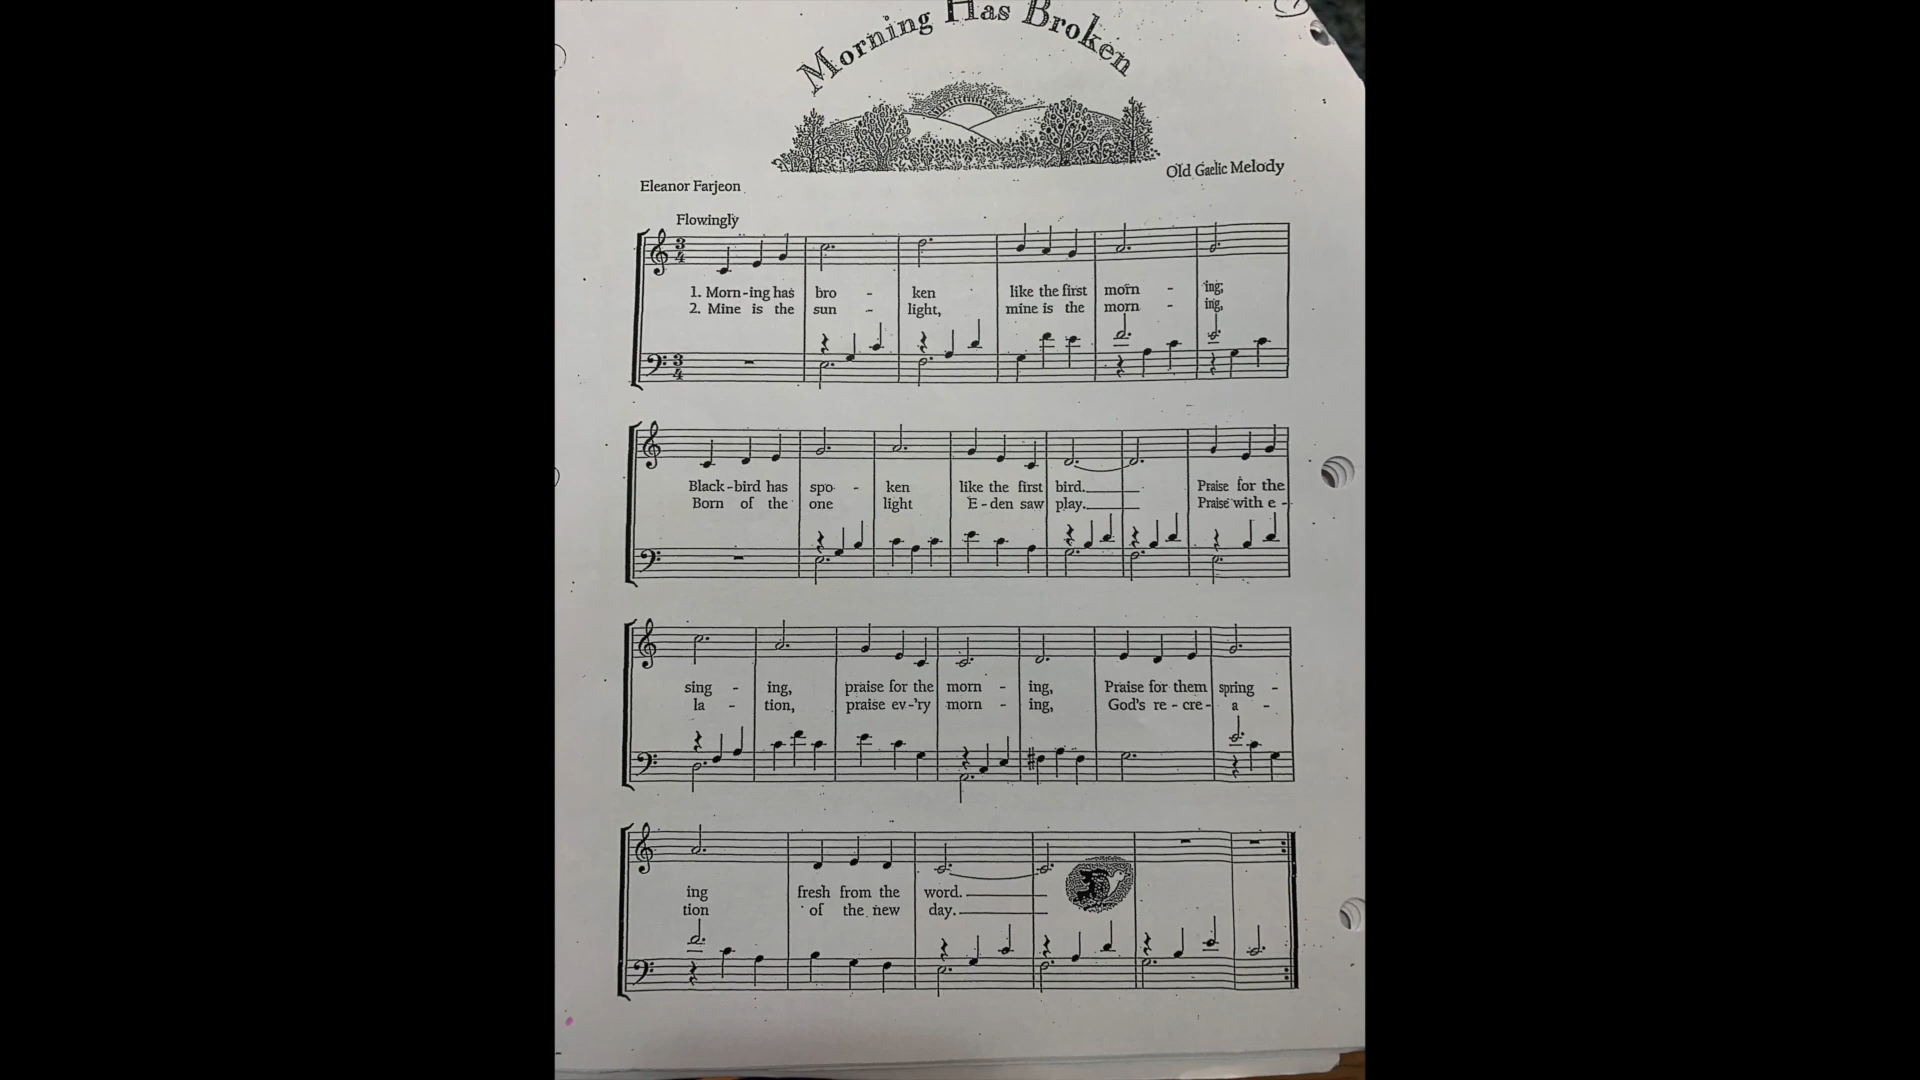 Morning Has Broken
Old Gaelic Melody
Eleanor Farjeon
Flowingly
3 4
1. Morn-ing has bro - ken like the first morn - ing;
2. Mine is the sun - light, mine is the morn - ing,
3 4
Black-bird has spo - ken like the first bird. Praise for the
Born of the one light E-den saw play. Praise with e -
sing - ing, praise for the morn - ing, Praise for them spring -
la - tion, praise ev-'ry morn - ing, God's re - cre - a -
ing fresh from the word.
tion of the new day.